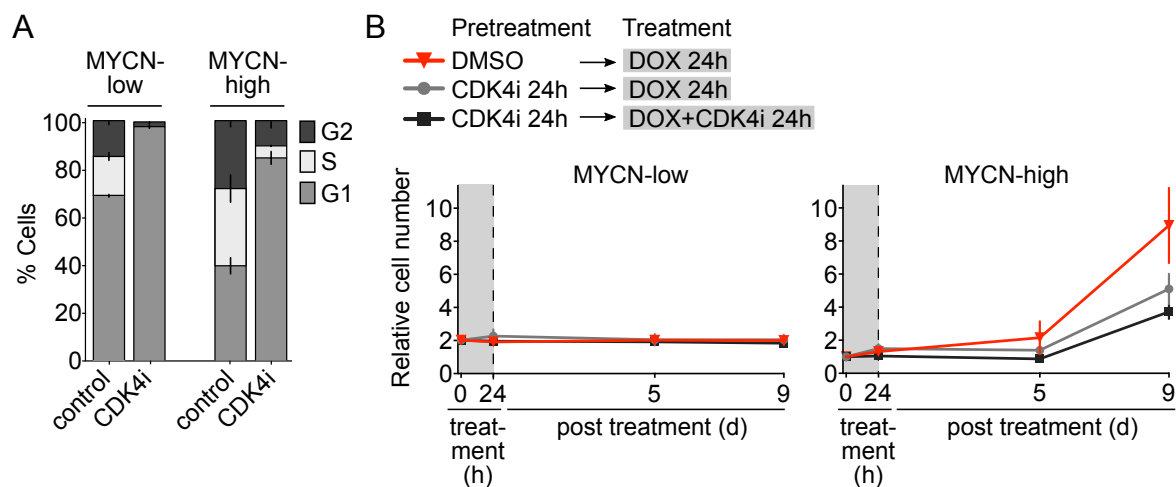 A
MYCN-
low
MYCN-
high
100
80
60
40
20
0
% Cells
G2
S
G1
control
CDK4i
control
CDK4i
B
Pretreatment Treatment
DMSO → DOX 24h
CDK4i 24h → DOX 24h
CDK4i 24h → DOX+CDK4i 24h
MYCN-low
Relative cell number
10
8
6
4
2
0
0 24 5 9
treat-
ment
(h)
post treatment (d)
MYCN-high
10
8
6
4
2
0
0 24 5 9
treat-
ment
(h)
post treatment (d)